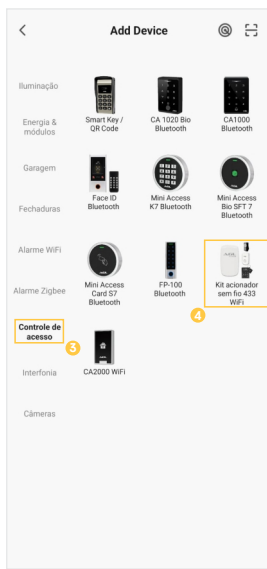 Add Device
Iluminação
Energia &
módulos
Garagem
Fechaduras
Alarme WiFi
Alarme Zigbee
Controle de
acesso
3
Interfonia
Câmeras
Smart Key /
QR Code
CA 1020 Bio
Bluetooth
CA1000
Bluetooth
Face ID
Bluetooth
Mini Access
K7 Bluetooth
Mini Access
Bio SFT 7
Bluetooth
Mini Access
Card S7
Bluetooth
FP-100
Bluetooth
Kit acionador
sem fio 433
WiFi
4
CA2000 WiFi